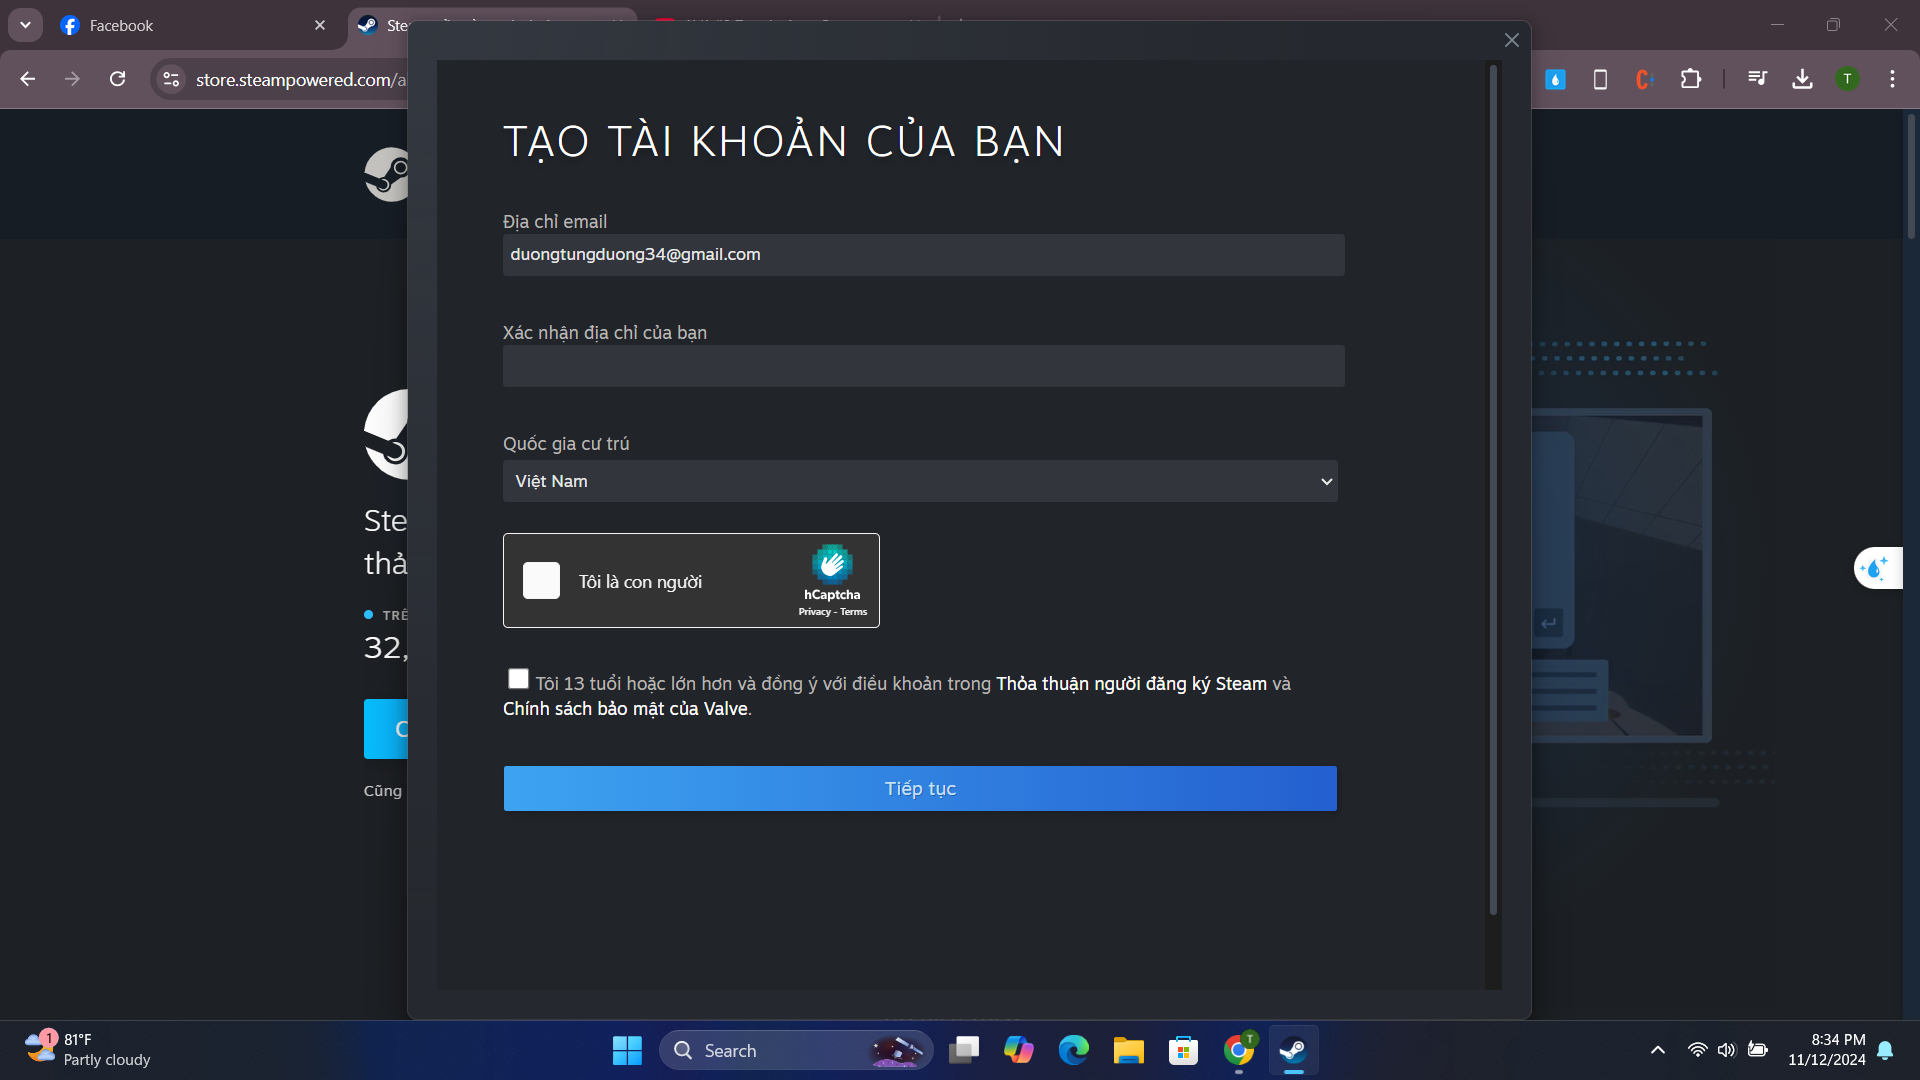 Facebook
Ste
store.steampowered.com/a
T
TẠO TÀI KHOẢN CỦA BẠN
Địa chỉ email
duongtungduong34@gmail.com
Xác nhận địa chỉ của bạn
Quốc gia cư trú
Việt Nam
Tôi là con người
hCaptcha
Privacy - Terms
Tôi 13 tuổi hoặc lớn hơn và đồng ý với điều khoản trong Thỏa thuận người đăng ký Steam và
Chính sách bảo mật của Valve.
Tiếp tục
Ste
thả
TRÊ
32,
C
Cũng
1
81°F
Partly cloudy
Search
T
8:34 PM
11/12/2024